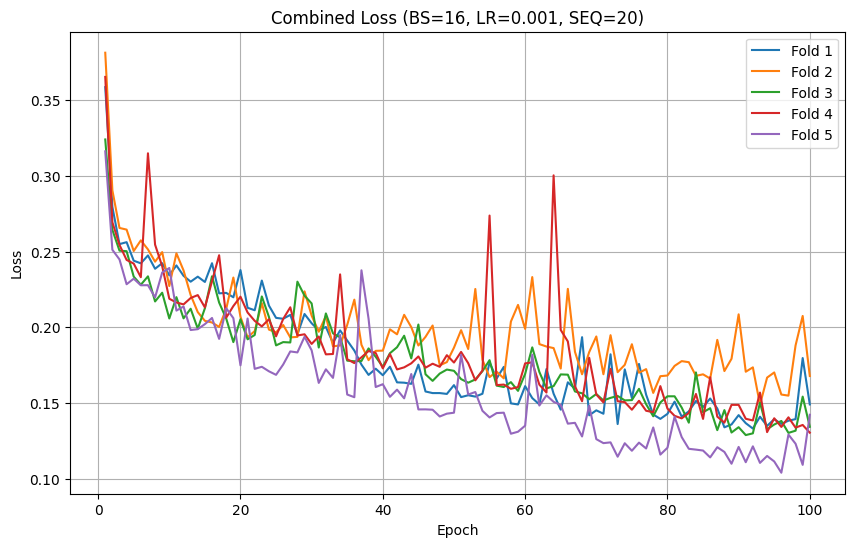 Combined Loss (BS=16, LR=0.001, SEQ=20)
Fold 1
Fold 2
Fold 3
Fold 4
Fold 5
Loss
0.35
0.30
0.25
0.20
0.15
0.10
0
20
40
60
80
100
Epoch